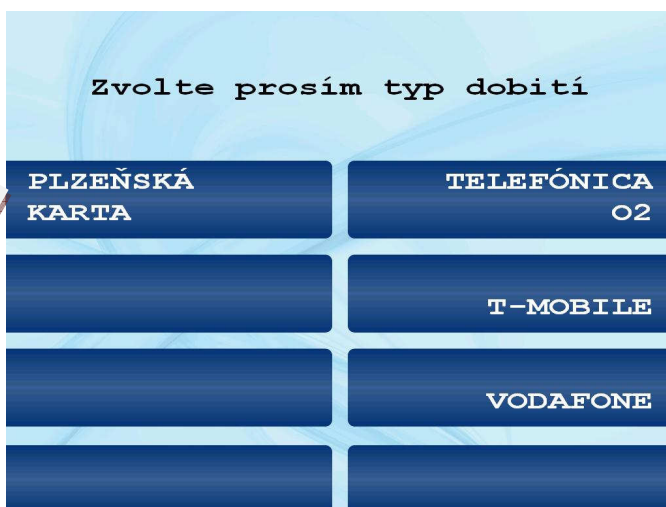 Zvolte prosím typ dobití
PLZEŇSKÁ
KARTA
TELEFÓNICA
O2
T-MOBILE
VODAFONE